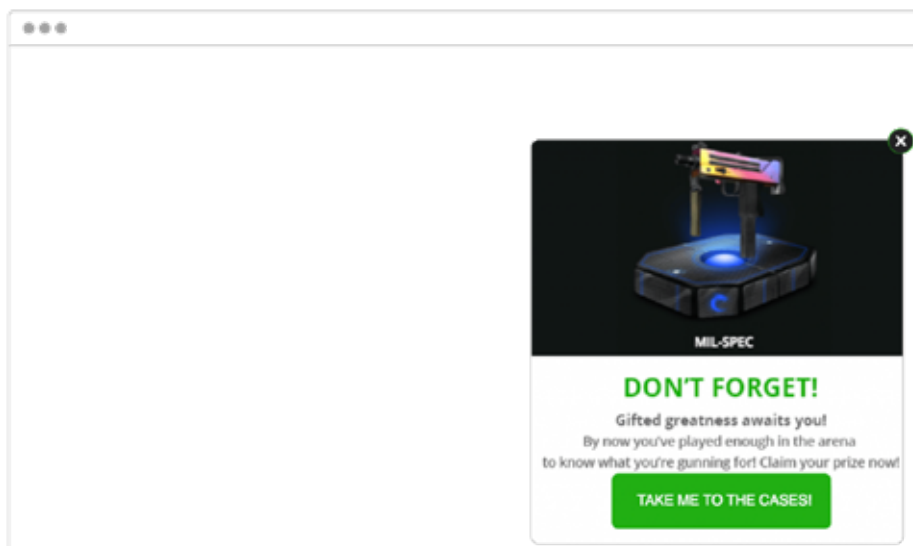 MIL-SPEC
DON'T FORGET!
Gifted greatness awaits you!
By now you've played enough in the arena
to know what you're gunning for! Claim your prize now!
TAKE ME TO THE CASES!